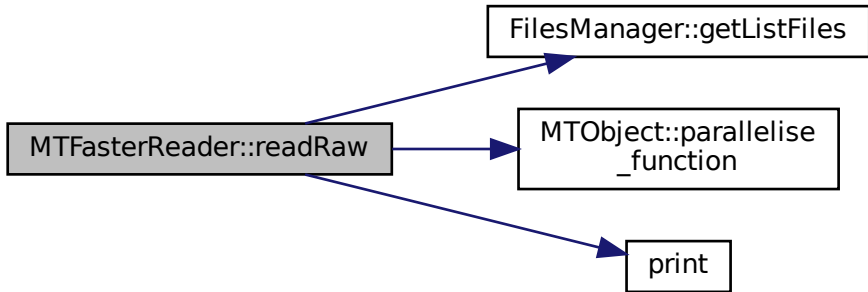 FilesManager::getListFiles
MTFasterReader::readRaw
MTObject::parallelise
_function
print